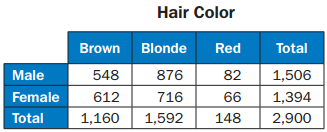 Hair Color
Brown Blonde Red Total
Male 548 876 82 1,506
Female 612 716 66 1,394
Total 1,160 1,592 148 2,900